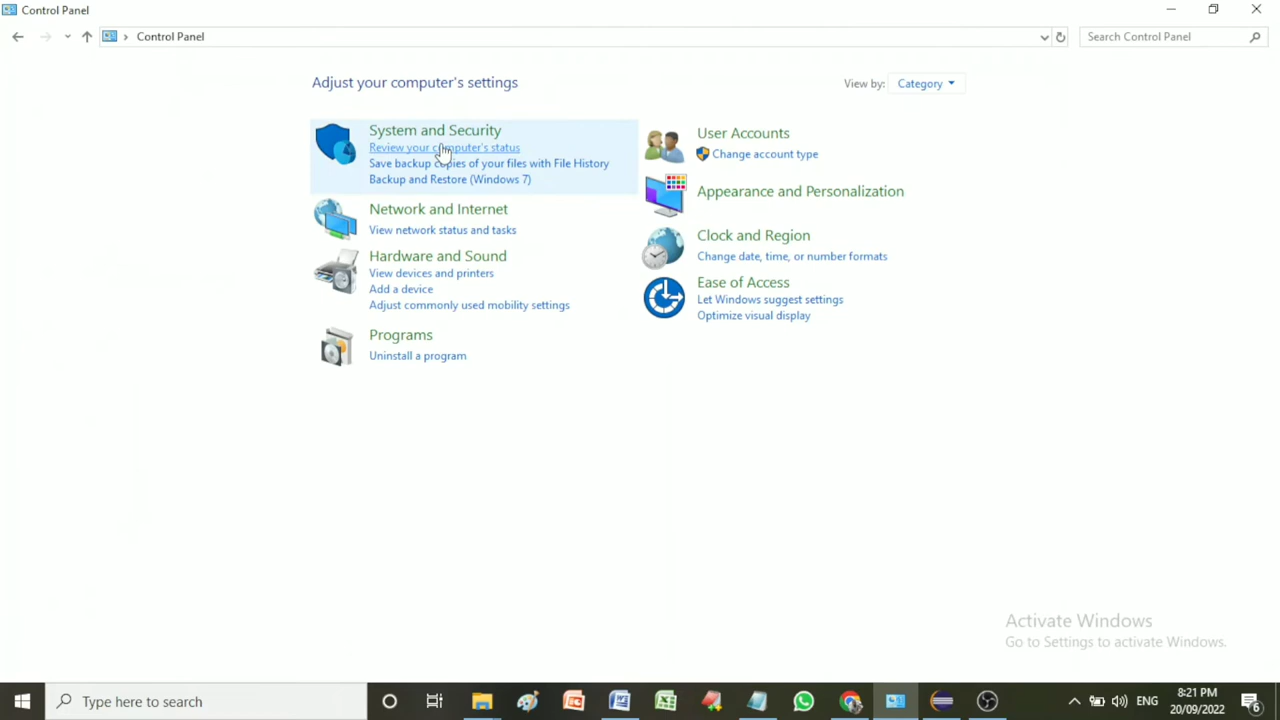 Control Panel
Control Panel
Search Control Panel
Adjust your computer's settings
View by: Category
System and Security
Review your computer's status
Save backup copies of your files with File History
Backup and Restore (Windows 7)
Network and Internet
View network status and tasks
Hardware and Sound
View devices and printers
Add a device
Adjust commonly used mobility settings
Programs
Uninstall a program
User Accounts
Change account type
Appearance and Personalization
Clock and Region
Change date, time, or number formats
Ease of Access
Let Windows suggest settings
Optimize visual display
Activate Windows
Go to Settings to activate Windows.
Type here to search
ENG
8:21 PM
20/09/2022
6